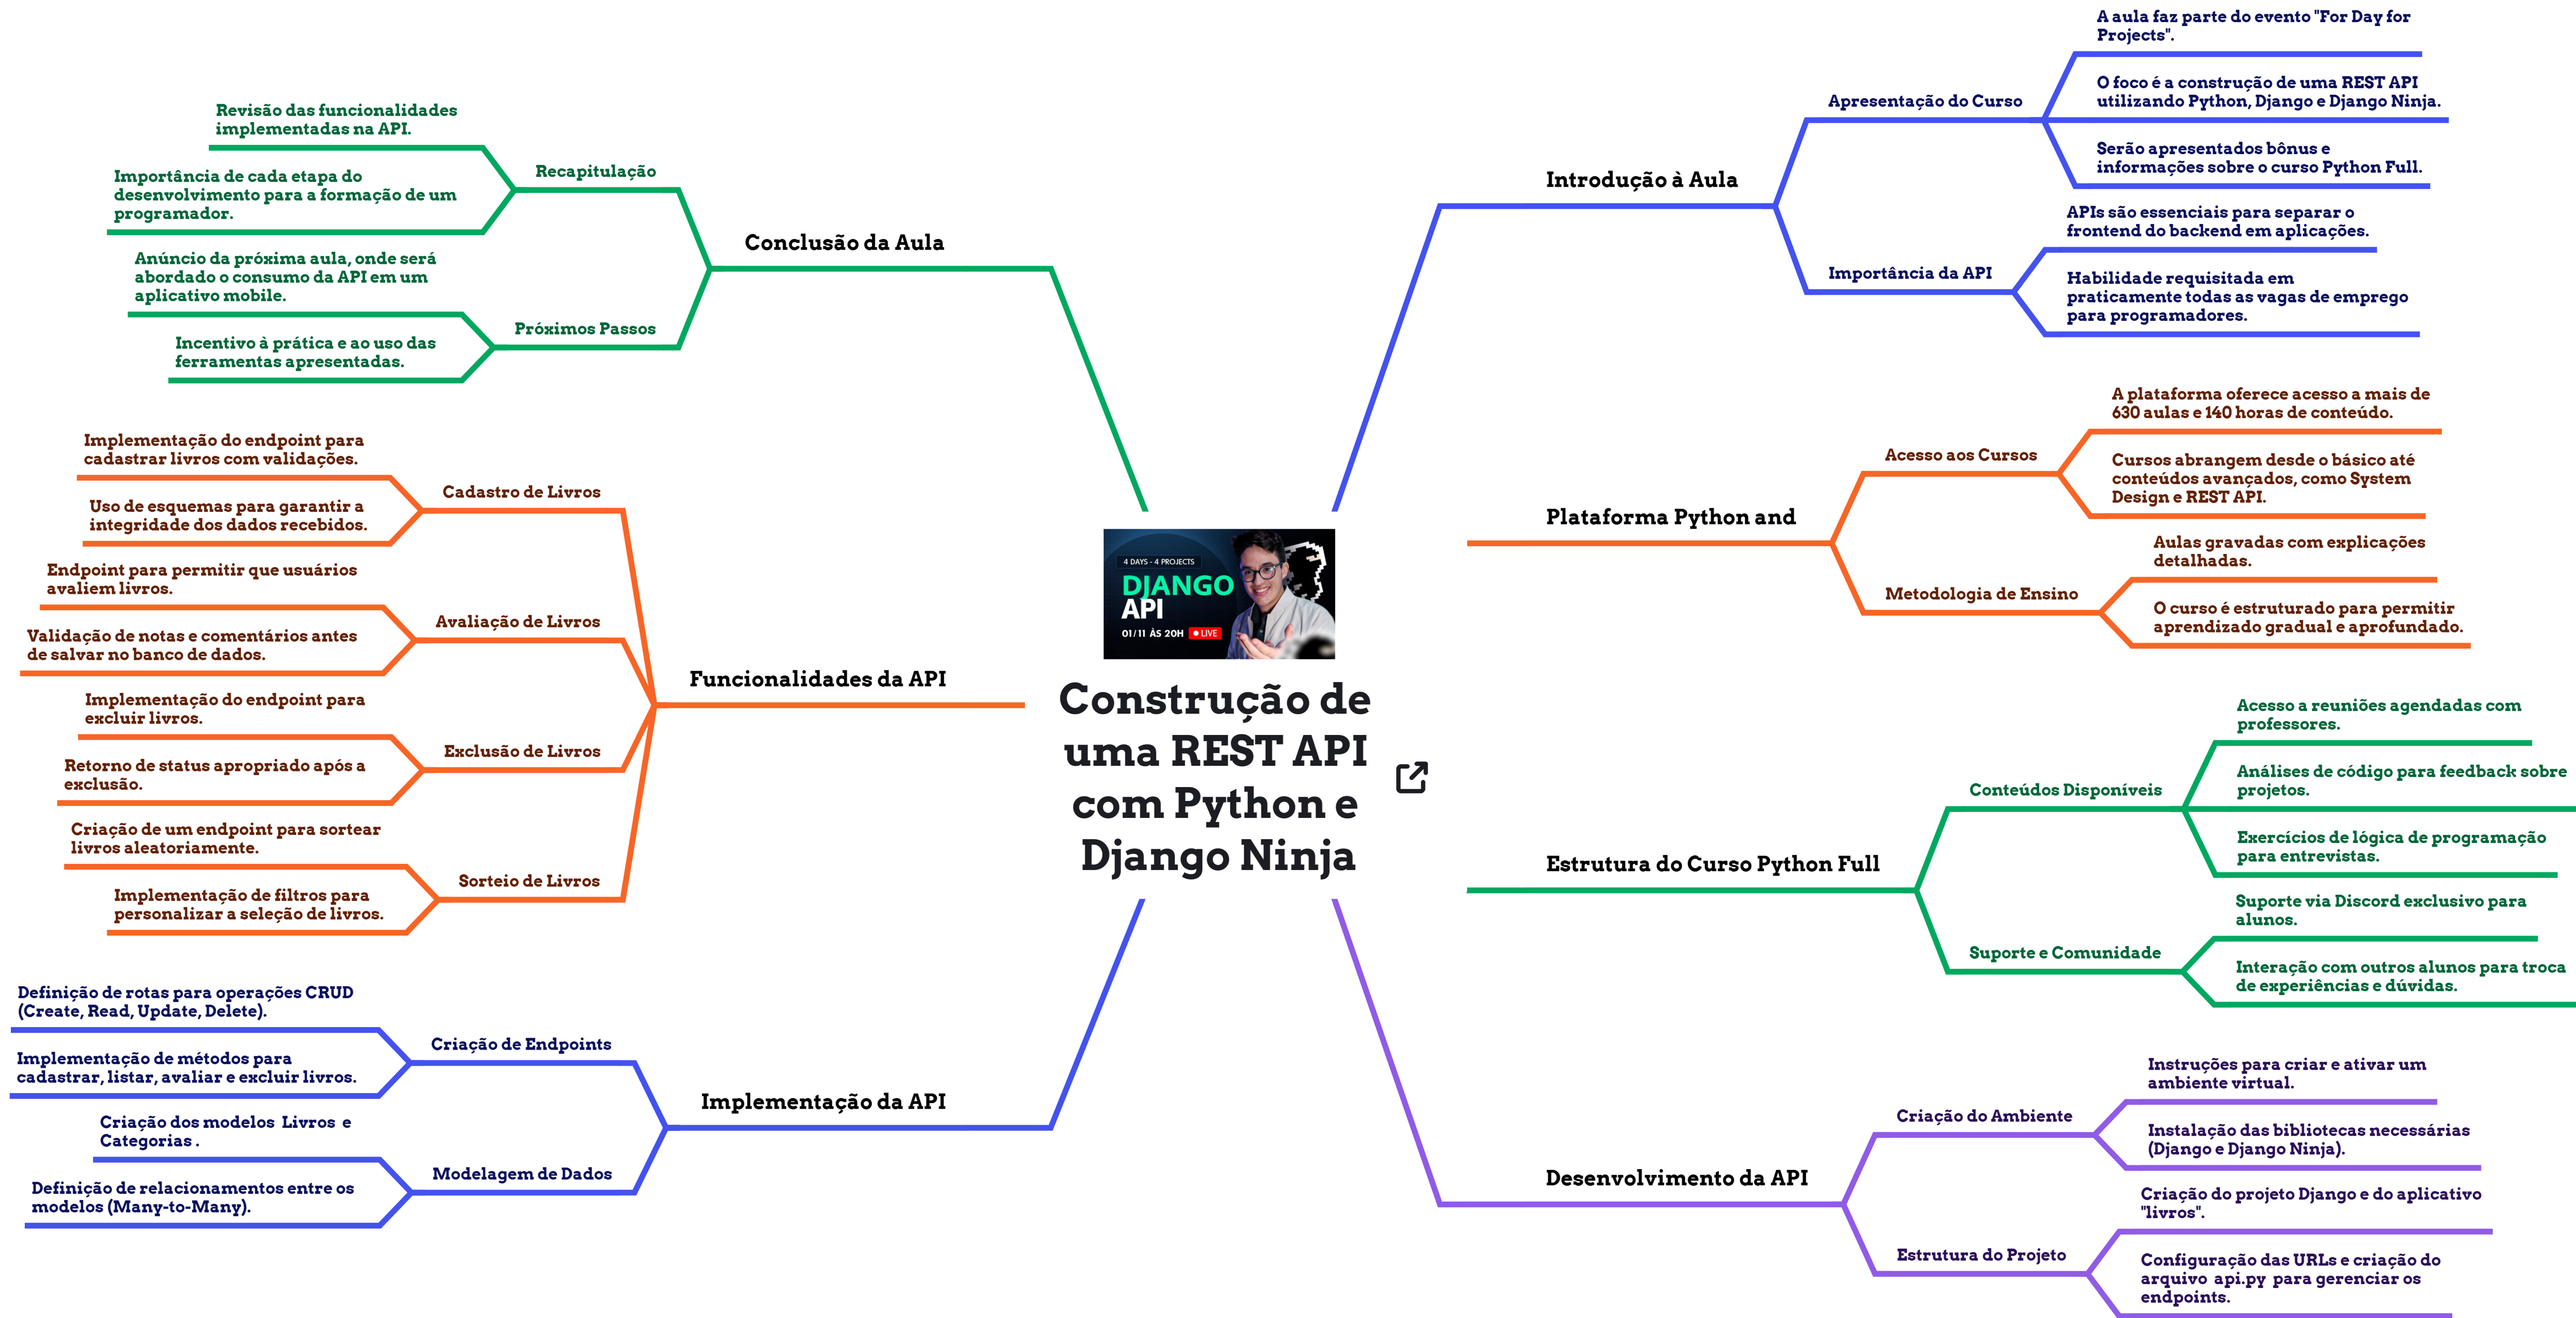 4 DAYS - 4 PROJECTS
DJANGO
API
01/11 ÀS 20H
LIVE
Construção de
uma REST API
com Python e
Django Ninja
Introdução à Aula
Apresentação do Curso
A aula faz parte do evento "For Day for
Projects".
O foco é a construção de uma REST API
utilizando Python, Django e Django Ninja.
Serão apresentados bônus e
informações sobre o curso Python Full.
Importância da API
APIs são essenciais para separar o
frontend do backend em aplicações.
Habilidade requisitada em
praticamente todas as vagas de emprego
para programadores.
Plataforma Python and
Acesso aos Cursos
A plataforma oferece acesso a mais de
630 aulas e 140 horas de conteúdo.
Cursos abrangem desde o básico até
conteúdos avançados, como System
Design e REST API.
Metodologia de Ensino
Aulas gravadas com explicações
detalhadas.
O curso é estruturado para permitir
aprendizado gradual e aprofundado.
Estrutura do Curso Python Full
Conteúdos Disponíveis
Acesso a reuniões agendadas com
professores.
Análises de código para feedback sobre
projetos.
Exercícios de lógica de programação
para entrevistas.
Suporte e Comunidade
Suporte via Discord exclusivo para
alunos.
Interação com outros alunos para troca
de experiências e dúvidas.
Desenvolvimento da API
Criação do Ambiente
Instruções para criar e ativar um
ambiente virtual.
Instalação das bibliotecas necessárias
(Django e Django Ninja).
Estrutura do Projeto
Criação do projeto Django e do aplicativo
"livros".
Configuração das URLs e criação do
arquivo api.py para gerenciar os
endpoints.
Implementação da API
Criação de Endpoints
Definição de rotas para operações CRUD
(Create, Read, Update, Delete).
Implementação de métodos para
cadastrar, listar, avaliar e excluir livros.
Modelagem de Dados
Criação dos modelos Livros e
Categorias .
Definição de relacionamentos entre os
modelos (Many-to-Many).
Funcionalidades da API
Cadastro de Livros
Implementação do endpoint para
cadastrar livros com validações.
Uso de esquemas para garantir a
integridade dos dados recebidos.
Avaliação de Livros
Endpoint para permitir que usuários
avaliem livros.
Validação de notas e comentários antes
de salvar no banco de dados.
Exclusão de Livros
Implementação do endpoint para
excluir livros.
Retorno de status apropriado após a
exclusão.
Sorteio de Livros
Criação de um endpoint para sortear
livros aleatoriamente.
Implementação de filtros para
personalizar a seleção de livros.
Conclusão da Aula
Recapitulação
Revisão das funcionalidades
implementadas na API.
Importância de cada etapa do
desenvolvimento para a formação de um
programador.
Próximos Passos
Anúncio da próxima aula, onde será
abordado o consumo da API em um
aplicativo mobile.
Incentivo à prática e ao uso das
ferramentas apresentadas.